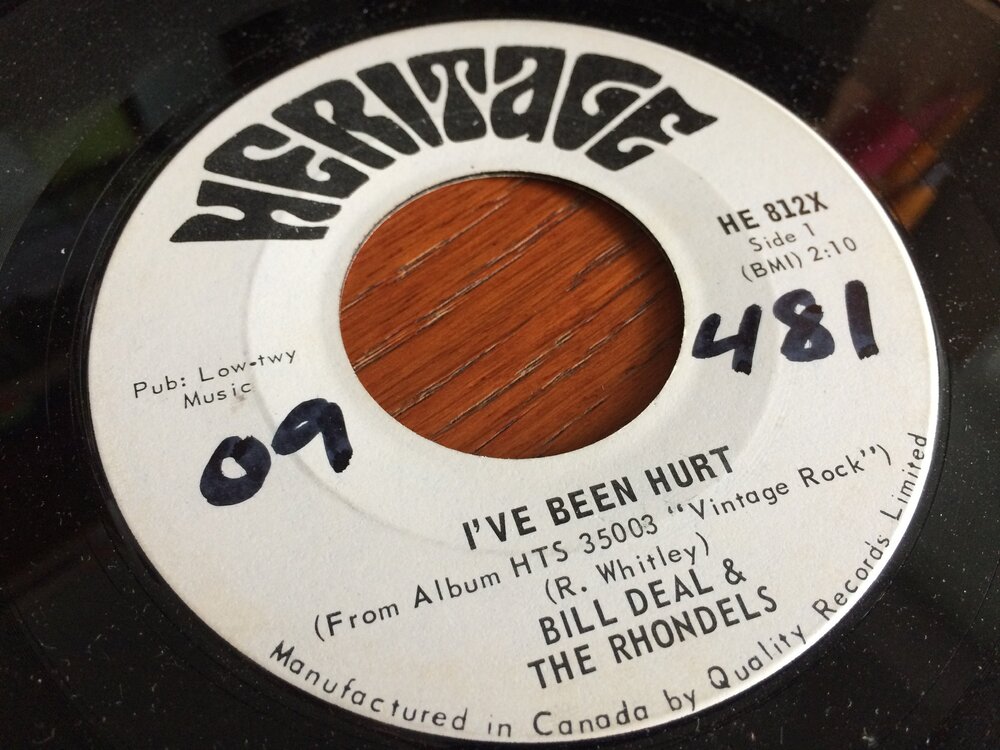 HERITAGE
HE 812X
Side 1
(BMI) 2:10
481
Pub: Low-twy
Music
09
I'VE BEEN HURT
(From Album HTS 35003 "Vintage Rock")
(R. Whitley)
BILL DEAL &
THE RHONDELS
Manufactured in Canada by Quality Records Limited